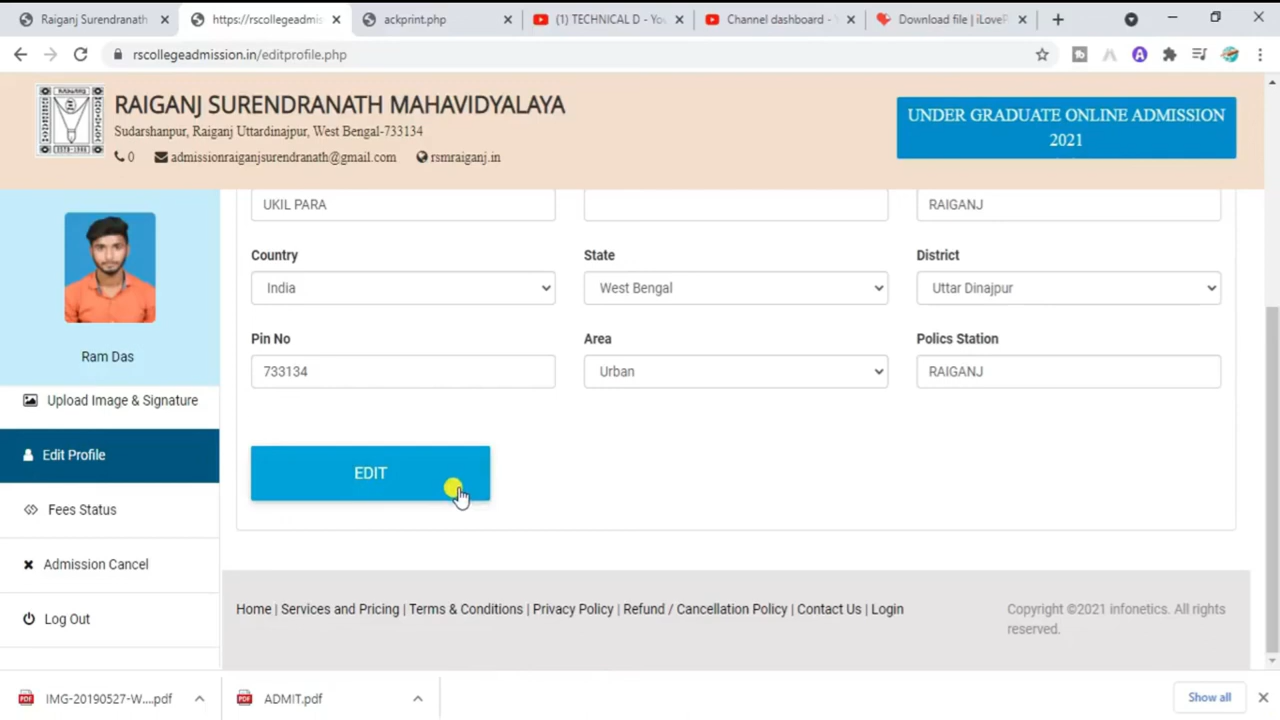 Raiganj Surendranath
https://rscollegeadmis
ackprint.php
(1) TECHNICAL D - You
Channel dashboard -
Download file | iLoveP
rscollegeadmission.in/editprofile.php
RAIGANJ SURENDRANATH MAHAVIDYALAYA
Sudarshanpur, Raiganj Uttardinajpur, West Bengal-733134
0 admissionraiganjsurendranath@gmail.com rsmraiganj.in
UNDER GRADUATE ONLINE ADMISSION
2021
UKIL PARA
RAIGANJ
Country
State
District
India
West Bengal
Uttar Dinajpur
Pin No
Area
Polics Station
733134
Urban
RAIGANJ
EDIT
Ram Das
Upload Image & Signature
Edit Profile
Fees Status
Admission Cancel
Log Out
Home | Services and Pricing | Terms & Conditions | Privacy Policy | Refund / Cancellation Policy | Contact Us | Login
Copyright ©2021 infonetics. All rights
reserved.
IMG-20190527-W....pdf
ADMIT.pdf
Show all